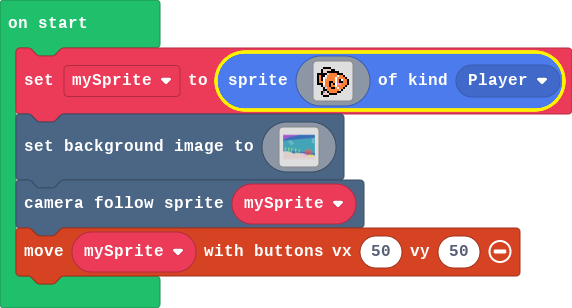 on start
set mySprite to sprite of kind Player
set background image to
camera follow sprite mySprite
move mySprite with buttons vx 50 vy 50